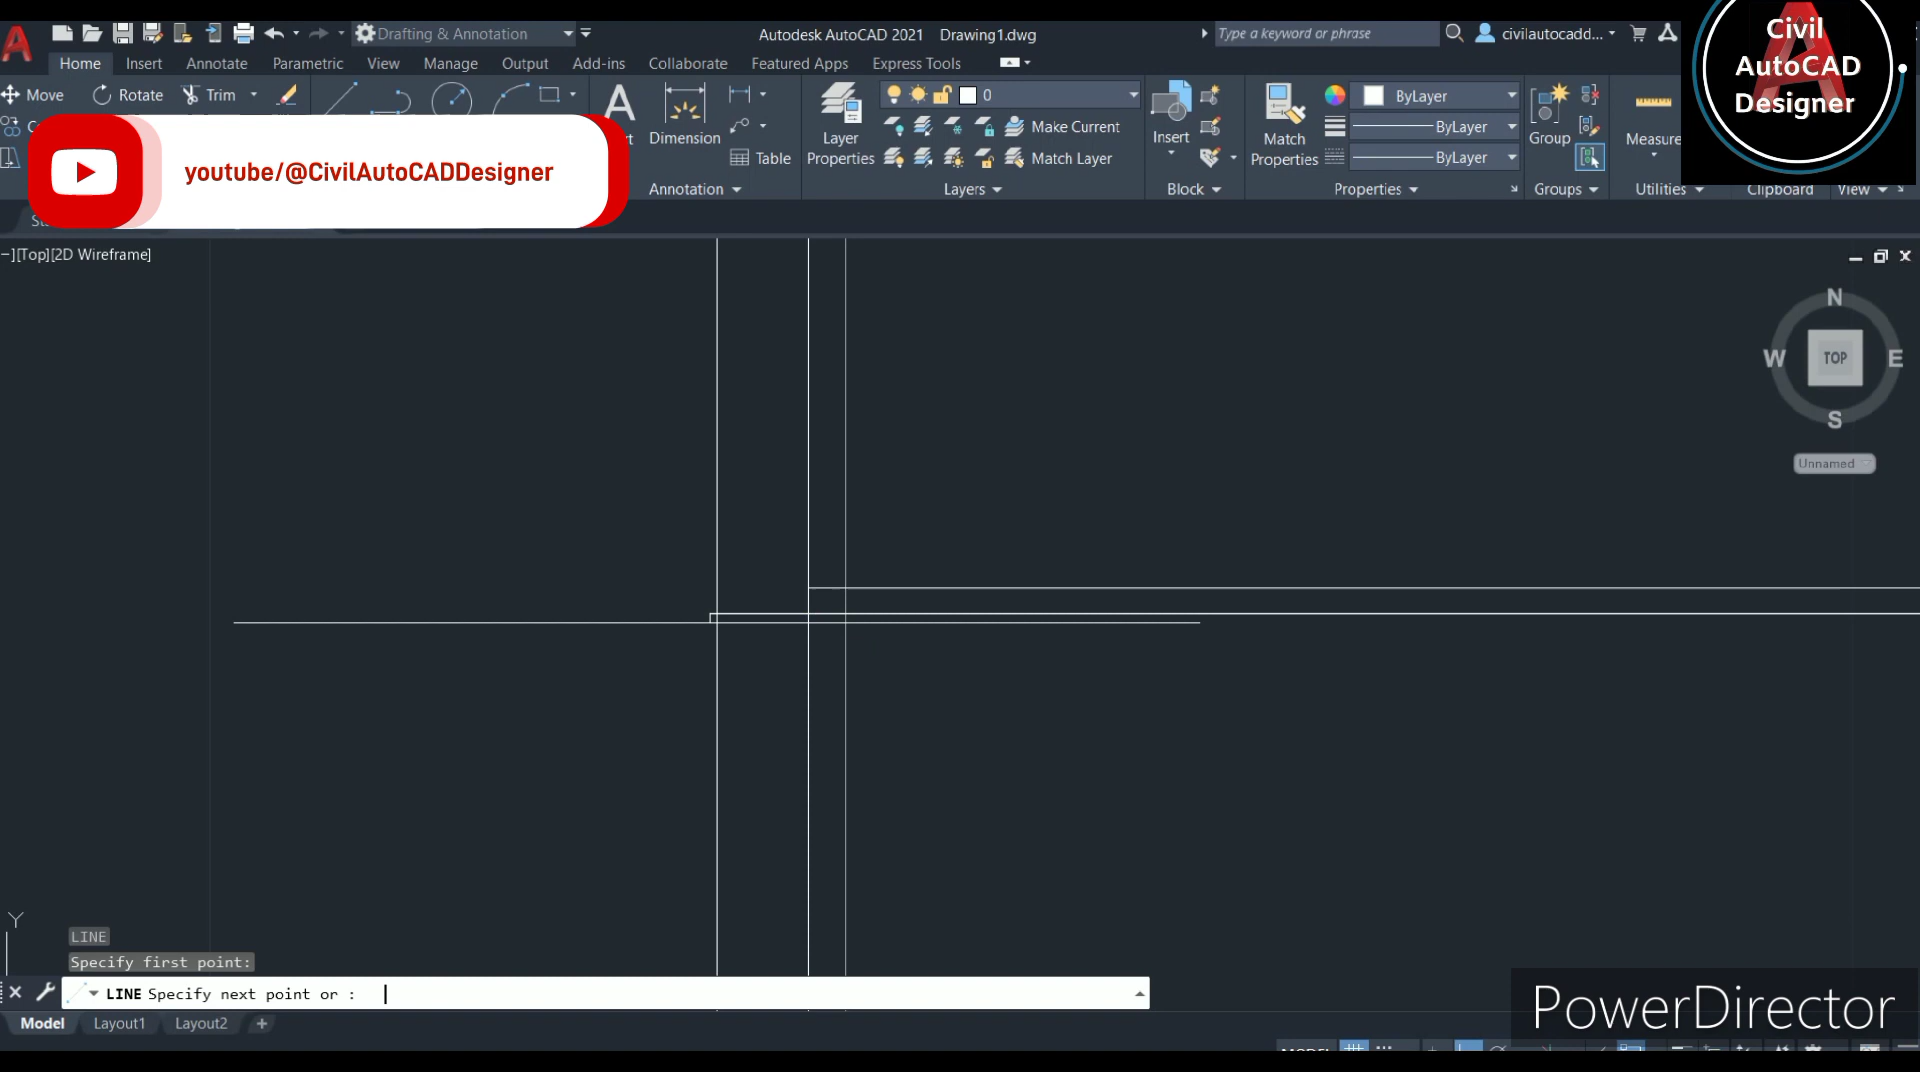 Drafting & Annotation
Autodesk AutoCAD 2021 Drawing1.dwg
Type a keyword or phrase
civilautocadd...
Civil
AutoCAD
Designer
Home Insert Annotate Parametric View Manage Output Add-ins Collaborate Featured Apps Express Tools
Move Rotate Trim
0
ByLayer
Make Current
ByLayer
Dimension
Layer
Properties
Insert
Match
Properties
Group
Measure
Table
Match Layer
ByLayer
youtube/@CivilAutoCADDesigner
Annotation Layers Block Properties Groups Utilities Clipboard View
−][Top][2D Wireframe]
N
W TOP E
S
Unnamed
Y
LINE
Specify first point:
LINE Specify next point or :
Model Layout1 Layout2 +
PowerDirector